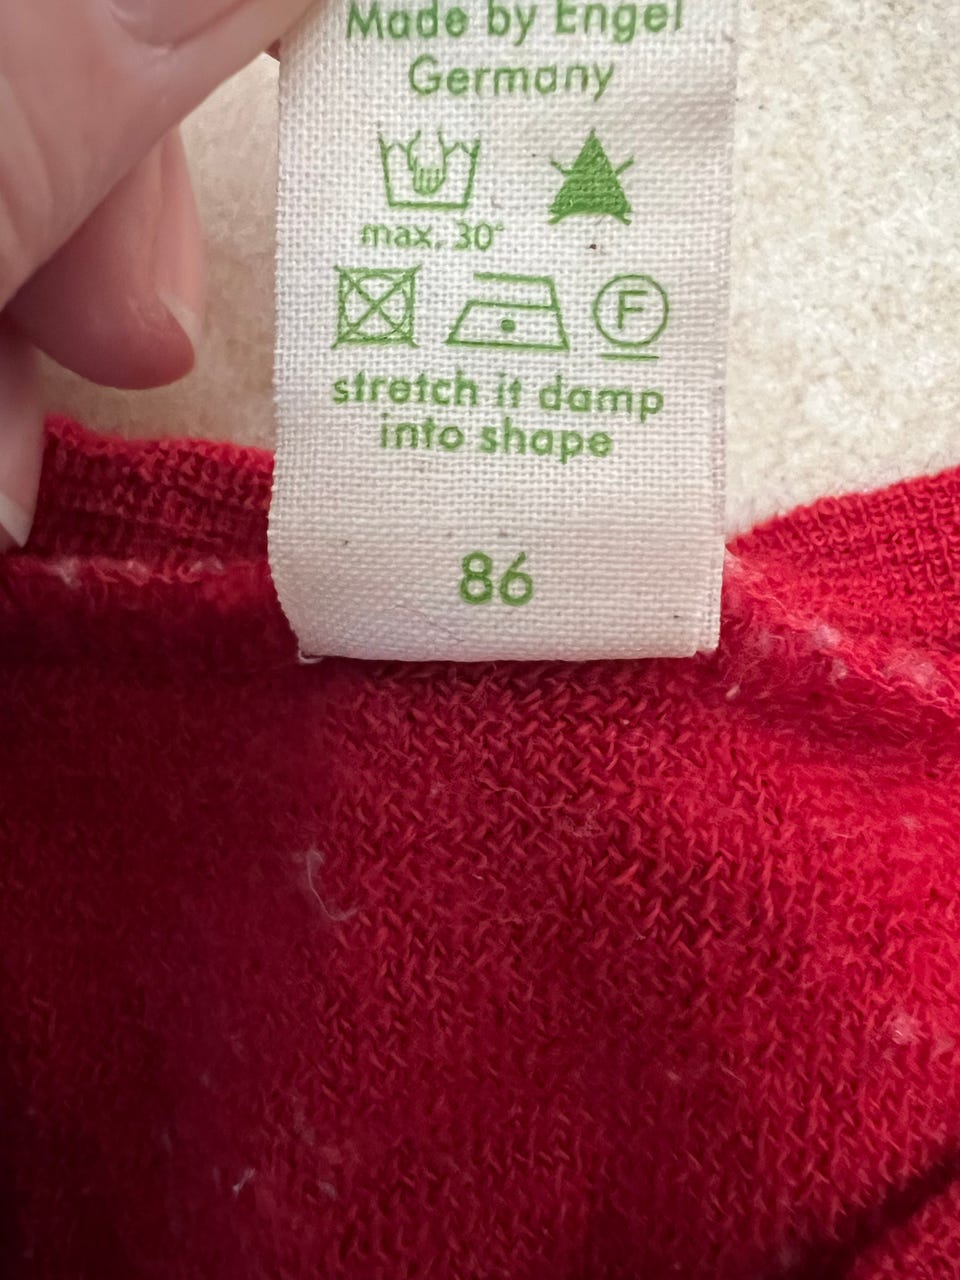 Made by Engel
Germany
max. 30°
F
stretch it damp
into shape
86